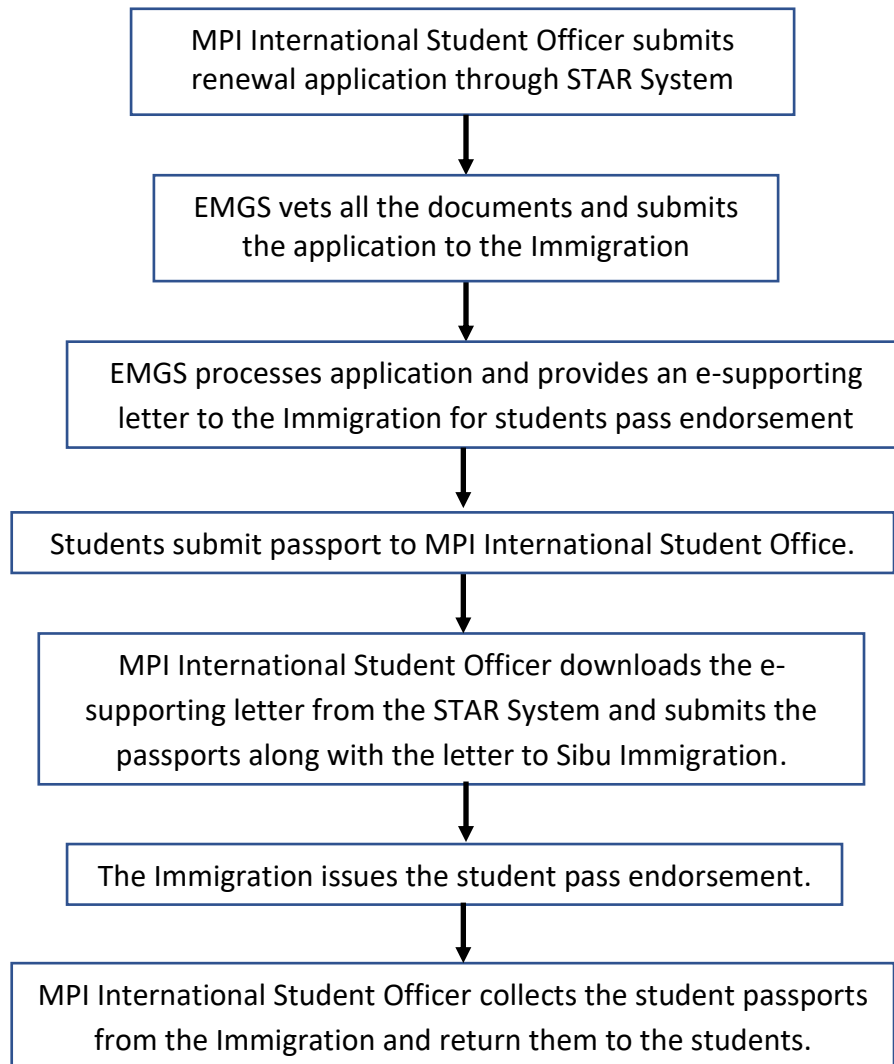 MPI International Student Officer submits
renewal application through STAR System
EMGS vets all the documents and submits
the application to the Immigration
EMGS processes application and provides an e-supporting
letter to the Immigration for students pass endorsement
Students submit passport to MPI International Student Office.
MPI International Student Officer downloads the e-
supporting letter from the STAR System and submits the
passports along with the letter to Sibu Immigration.
The Immigration issues the student pass endorsement.
MPI International Student Officer collects the student passports
from the Immigration and return them to the students.